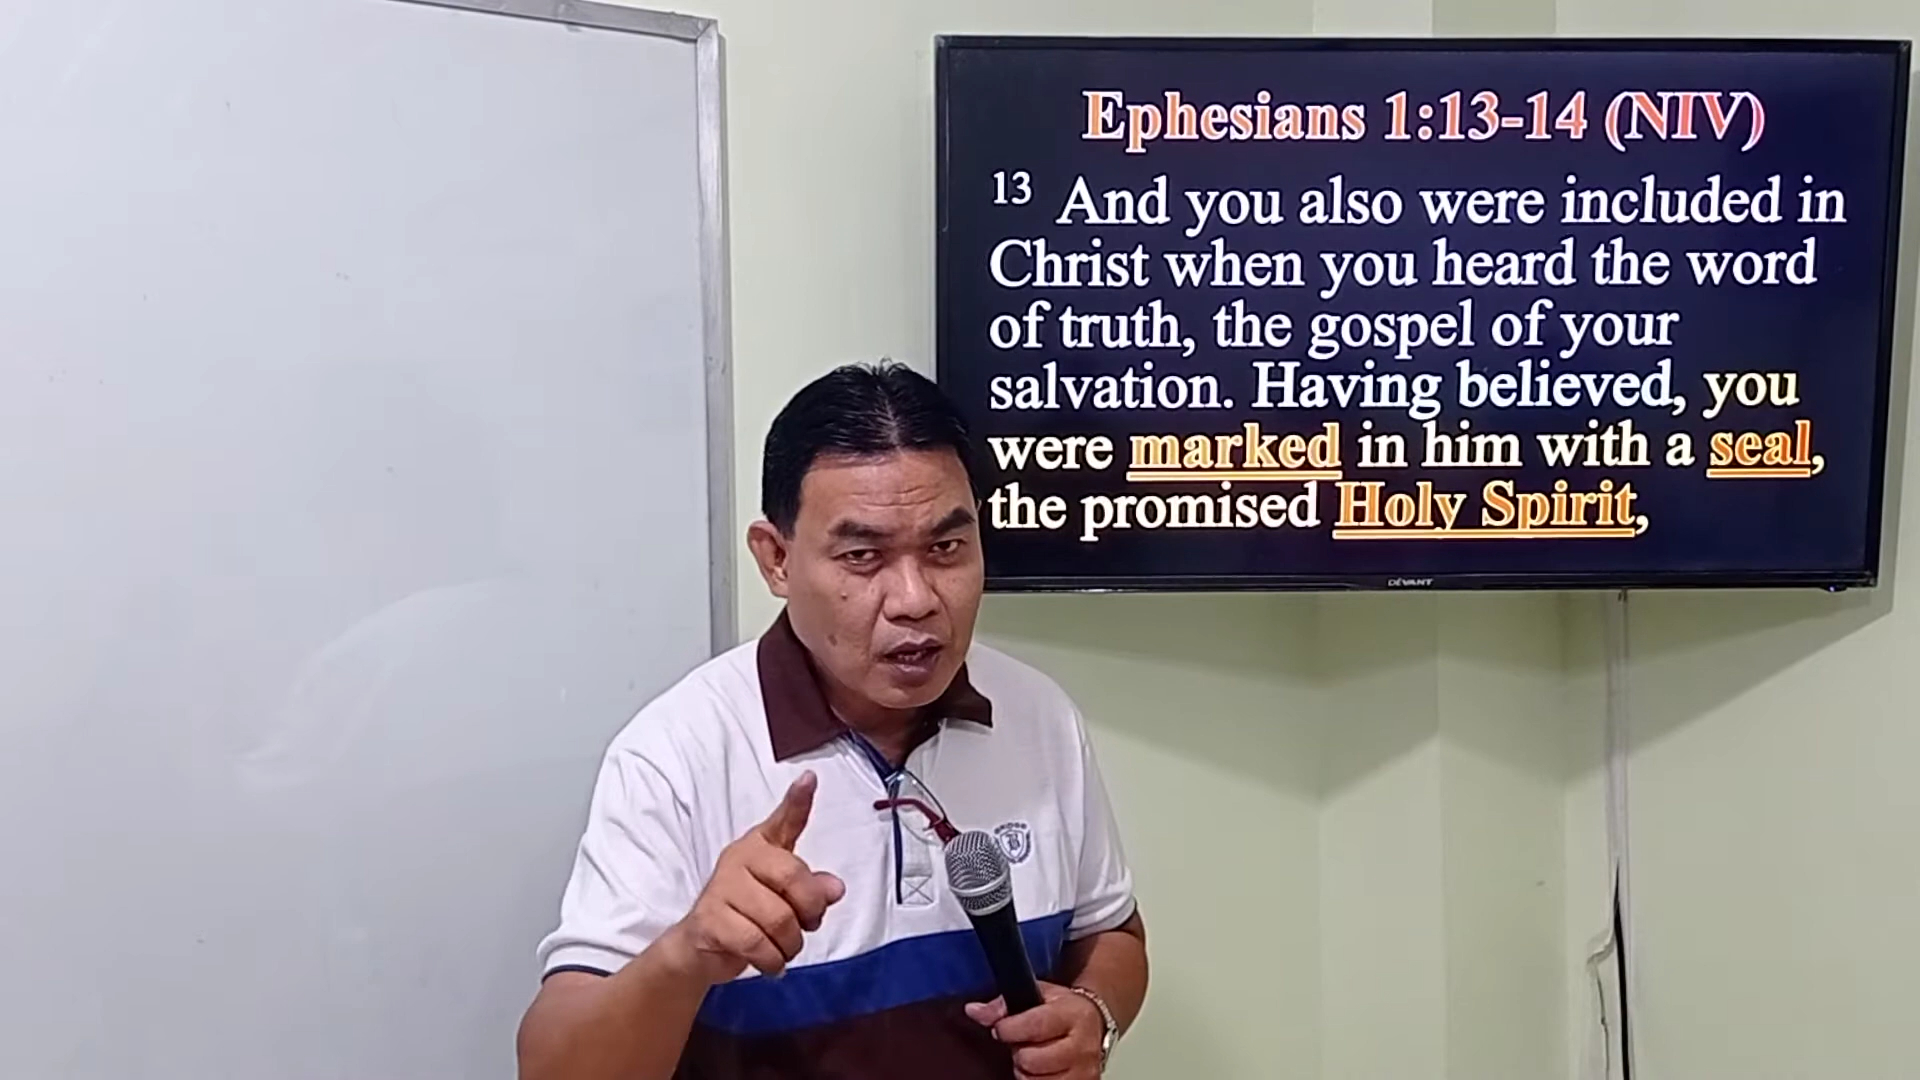 Ephesians 1:13-14 (NIV)
13 And you also were included in
Christ when you heard the word
of truth, the gospel of your
salvation. Having believed, you
were marked in him with a seal,
the promised Holy Spirit,
DEVANT